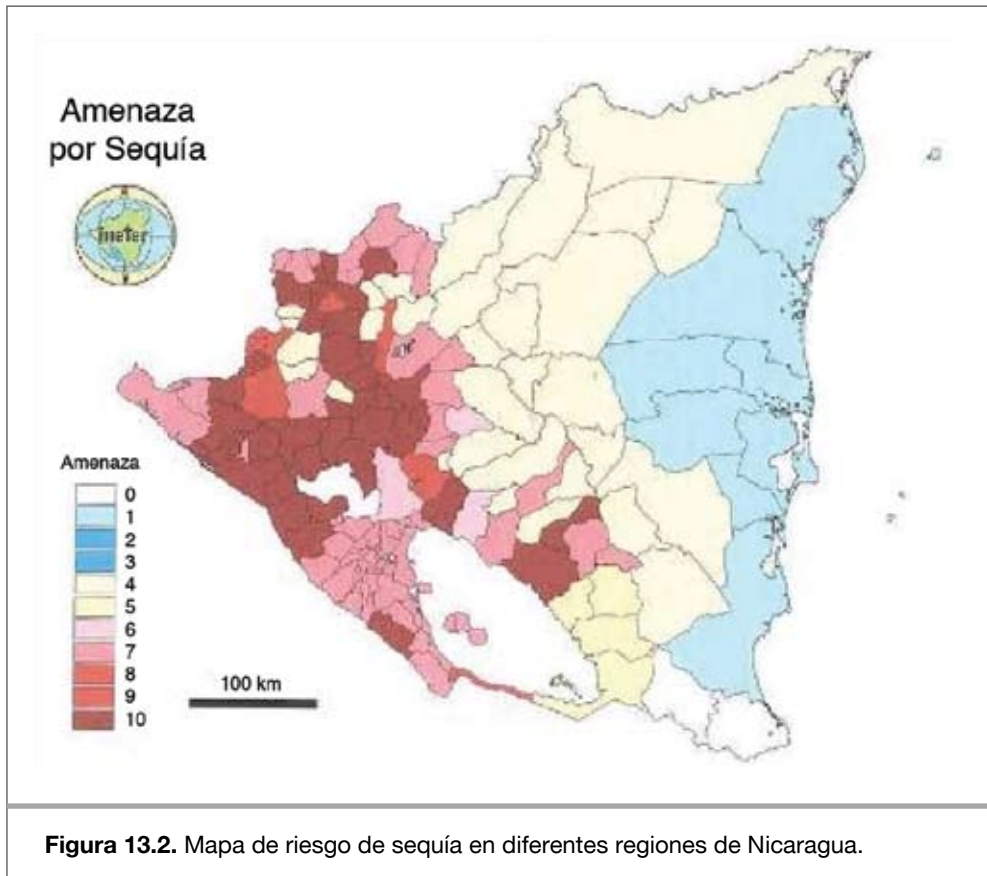 Amenaza
por Sequía
ineter
Amenaza
0
1
2
3
4
5
6
7
8
9
10
100 km
Figura 13.2. Mapa de riesgo de sequía en diferentes regiones de Nicaragua.